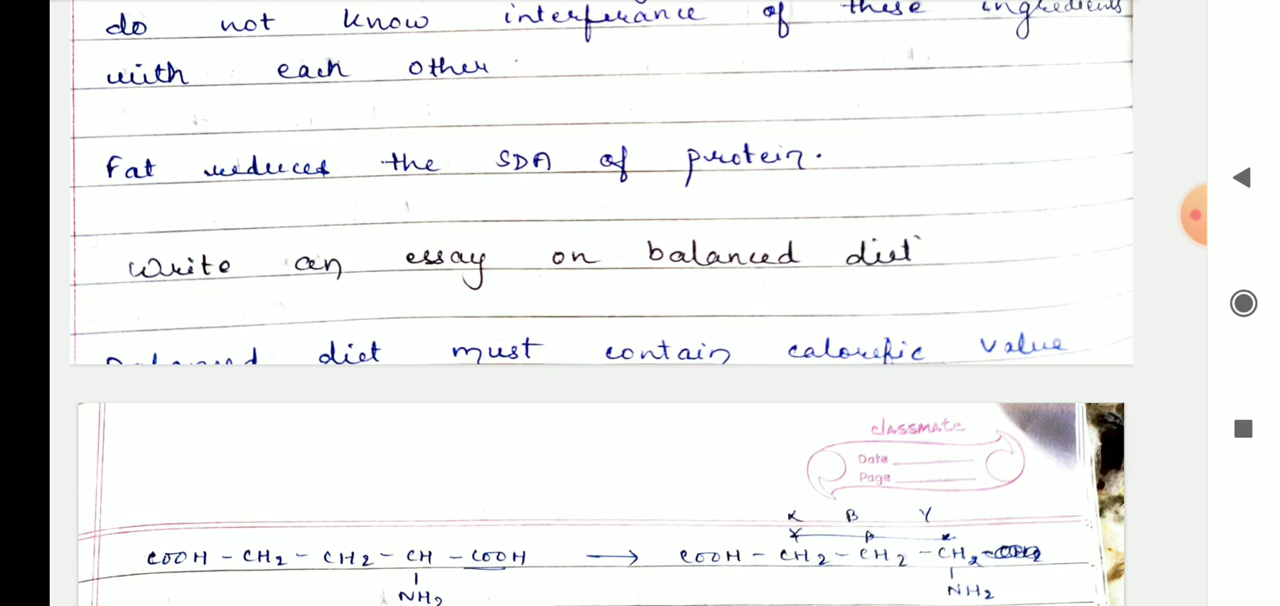 do not know interferance of these ingredients
with each other.
Fat reduces the SDA of protein.
Write an essay on balanced diet
Balanced diet must contain calorific value
classmate
Date
Page
α β γ
COOH - CH2 - CH2 - CH - COOH → COOH - CH2 - CH2 - CH2
NH2 NH2